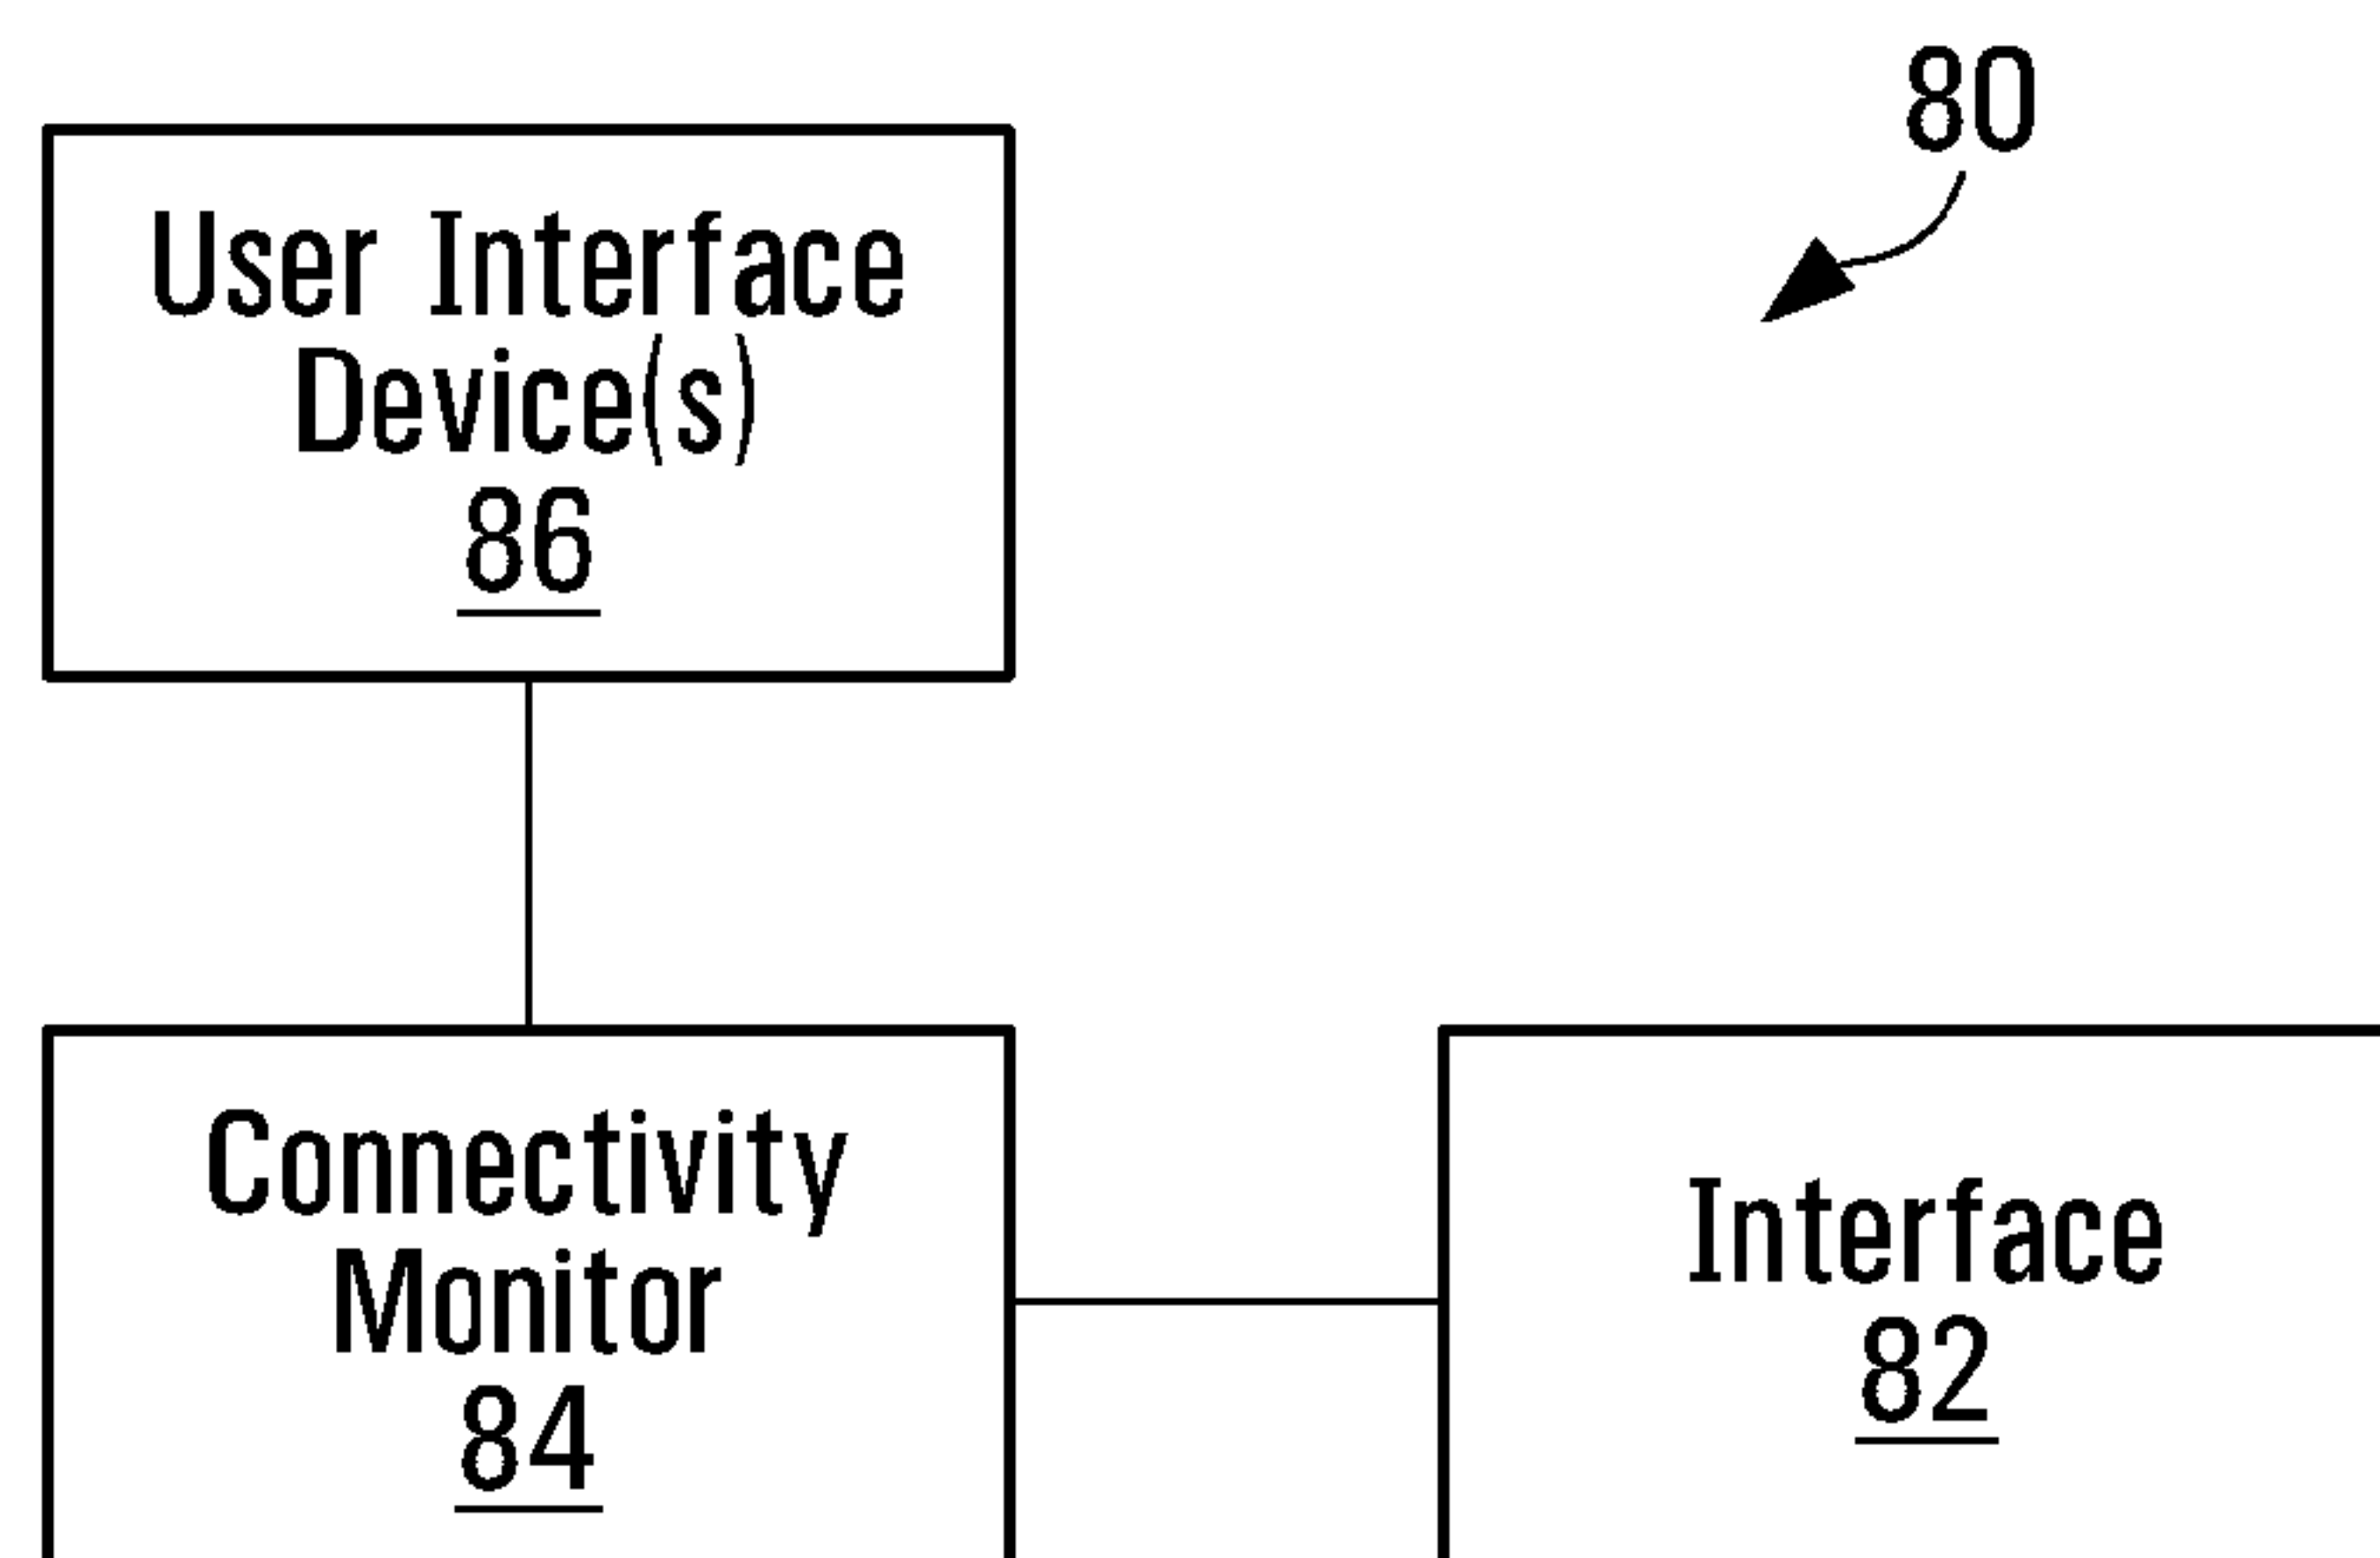 80
User Interface
Device(s)
86
Connectivity
Monitor
84
Interface
82